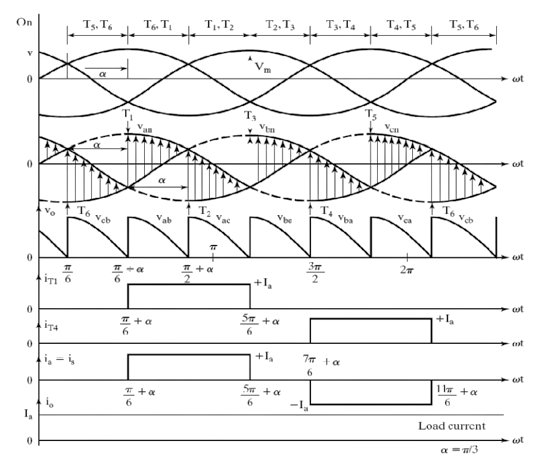 On T₅, T₆ T₆, T₁ T₁, T₂ T₂, T₃ T₃, T₄ T₄, T₅ T₅, T₆
v Vm
α
0 ωt
T₁ T₃ T₅
van vbn vcn
α
0 ωt
α
vo T₆ vcb vab T₂ vac vbc T₄ vba vca T₆ vcb
π
0 ωt
π/6 π/6 + α π/2 + α 3π/2 2π
iT1 +Ia
0 ωt
iT4 π/6 + α 5π/6 + α +Ia
0 ωt
ia = is +Ia 7π/6 + α
0 ωt
π/6 + α 5π/6 + α −Ia 11π/6 + α
io
Ia
Load current
0 ωt
α = π/3